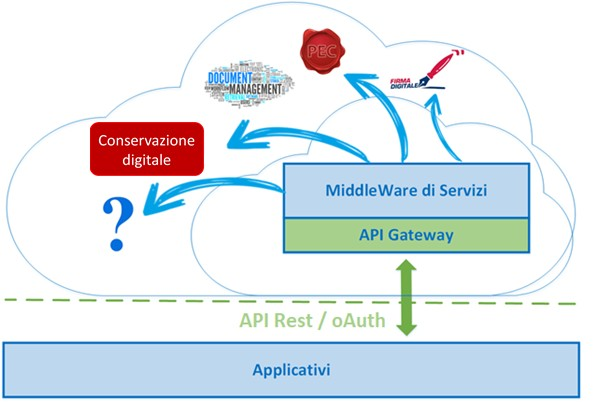 PEC
DOCUMENT
MANAGEMENT
FIRMA
DIGITALE
Conservazione
digitale
?
MiddleWare di Servizi
API Gateway
API Rest / oAuth
Applicativi